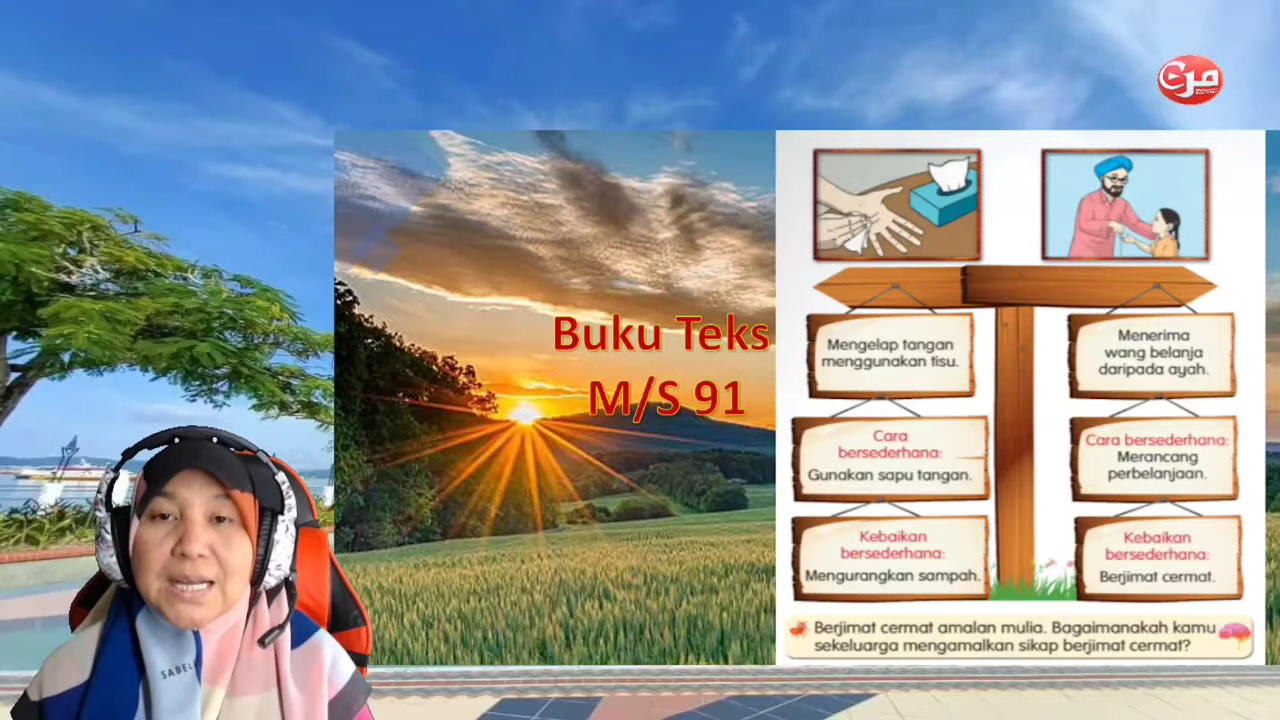 Buku Teks
M/S 91
Mengelap tangan
menggunakan tisu.
Cara
bersederhana:
Gunakan sapu tangan.
Kebaikan
bersederhana:
Mengurangkan sampah.
Menerima
wang belanja
daripada ayah.
Cara bersederhana:
Merancang
perbelanjaan.
Kebaikan
bersederhana:
Berjimat cermat.
Berjimat cermat amalan mulia. Bagaimanakah kamu
sekeluarga mengamalkan sikap berjimat cermat?